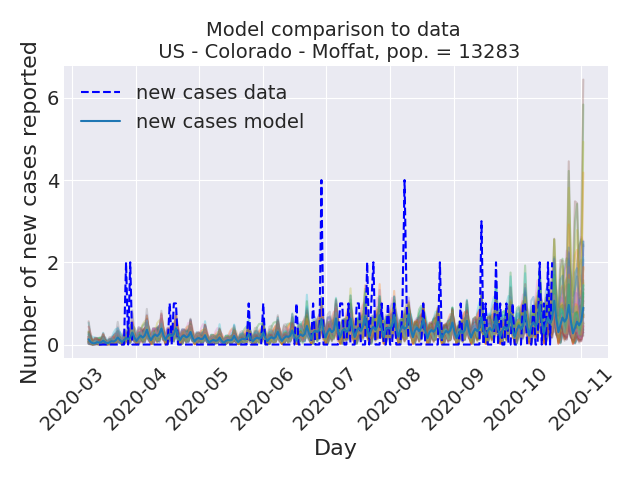 Model comparison to data
US - Colorado - Moffat, pop. = 13283
Number of new cases reported
6
4
2
0
new cases data
new cases model
2020-03
2020-04
2020-05
2020-06
2020-07
2020-08
2020-09
2020-10
2020-11
Day